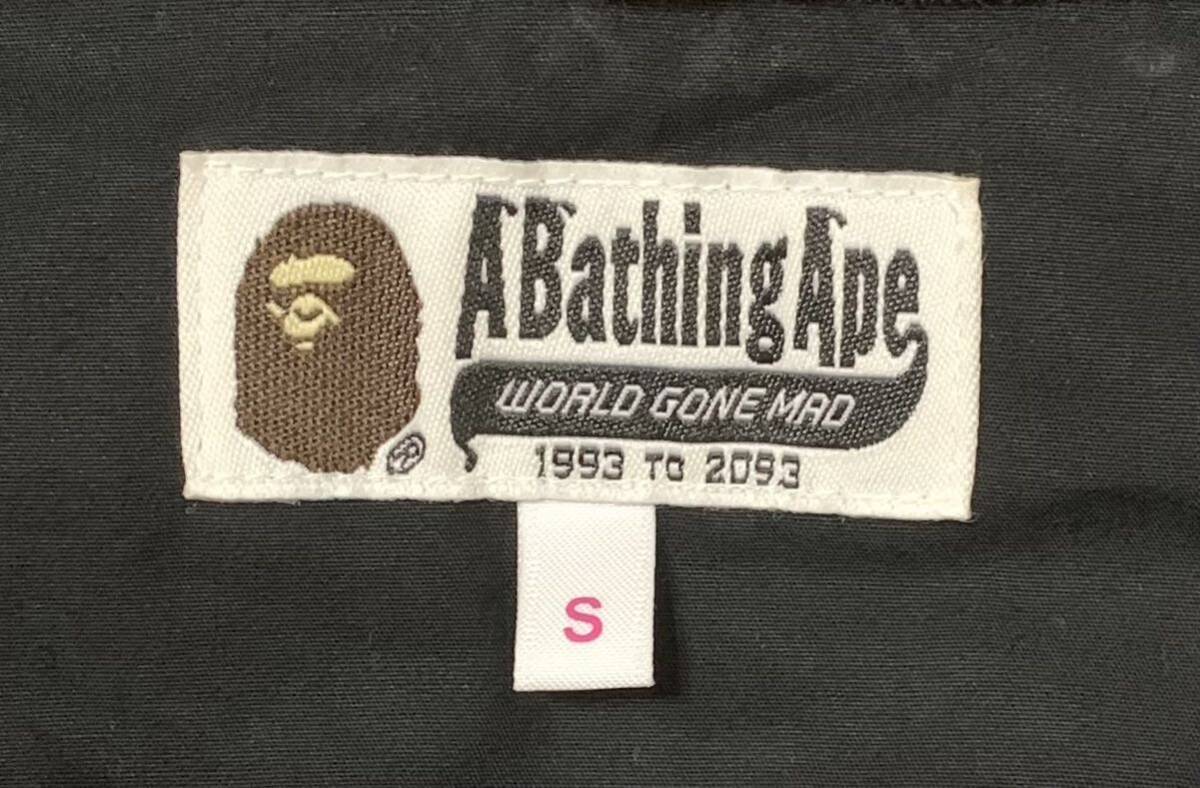 A Bathing Ape
WORLD GONE MAD
1993 TO 2093
®
S